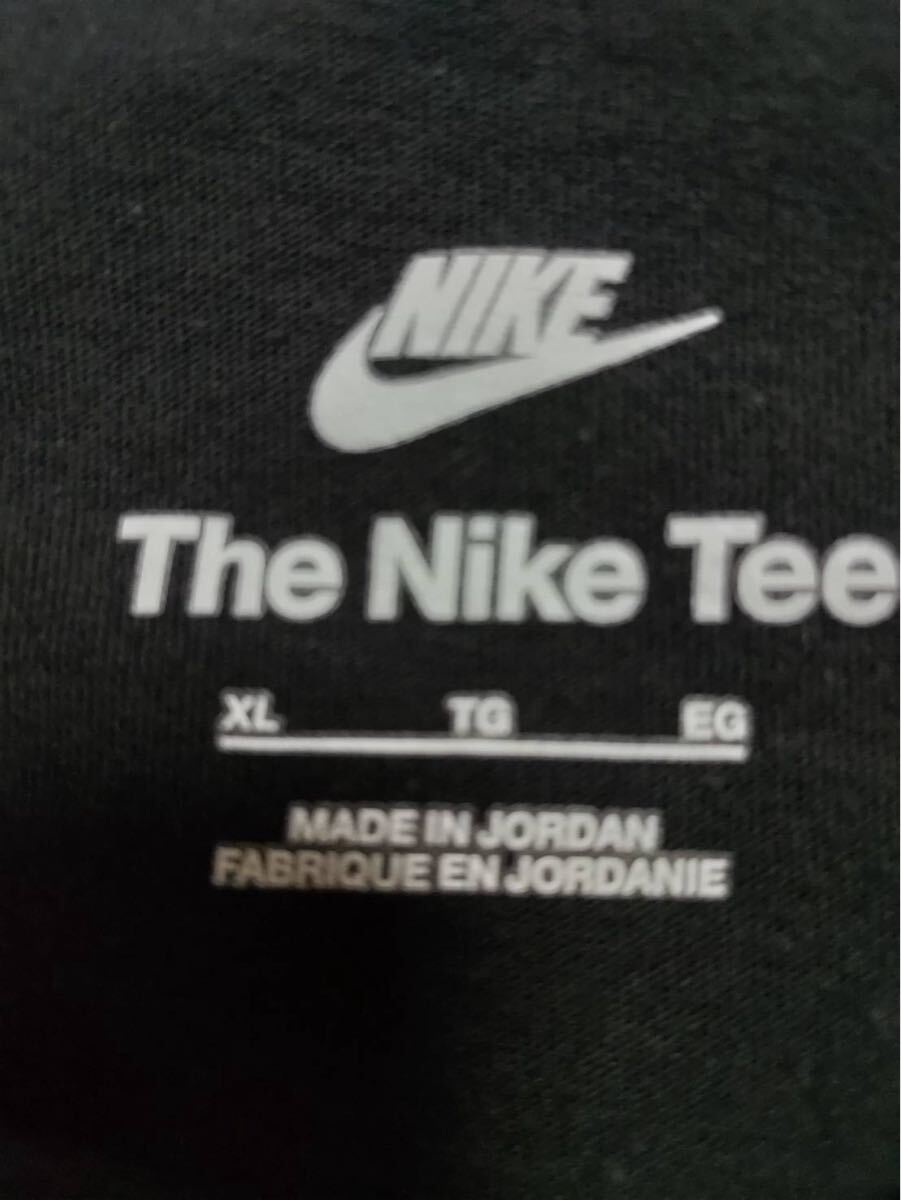 NIKE
The Nike Tee
XL TG EG
MADE IN JORDAN
FABRIQUE EN JORDANIE